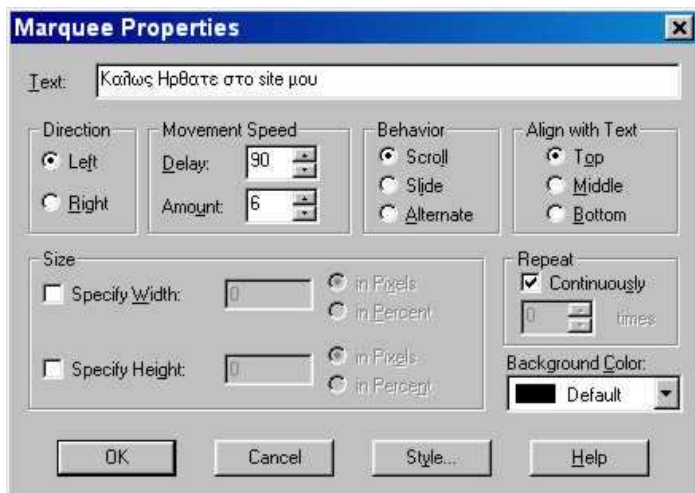 Marquee Properties
Text: Καλως Ηρθατε στο site μου
Direction
Left
Right
Movement Speed
Delay: 90
Amount: 6
Behavior
Scroll
Slide
Alternate
Align with Text
Top
Middle
Bottom
Size
Specify Width: 0
in Pixels
in Percent
Specify Height: 0
in Pixels
in Percent
Repeat
Continuously
0 times
Background Color:
Default
OK Cancel Style... Help